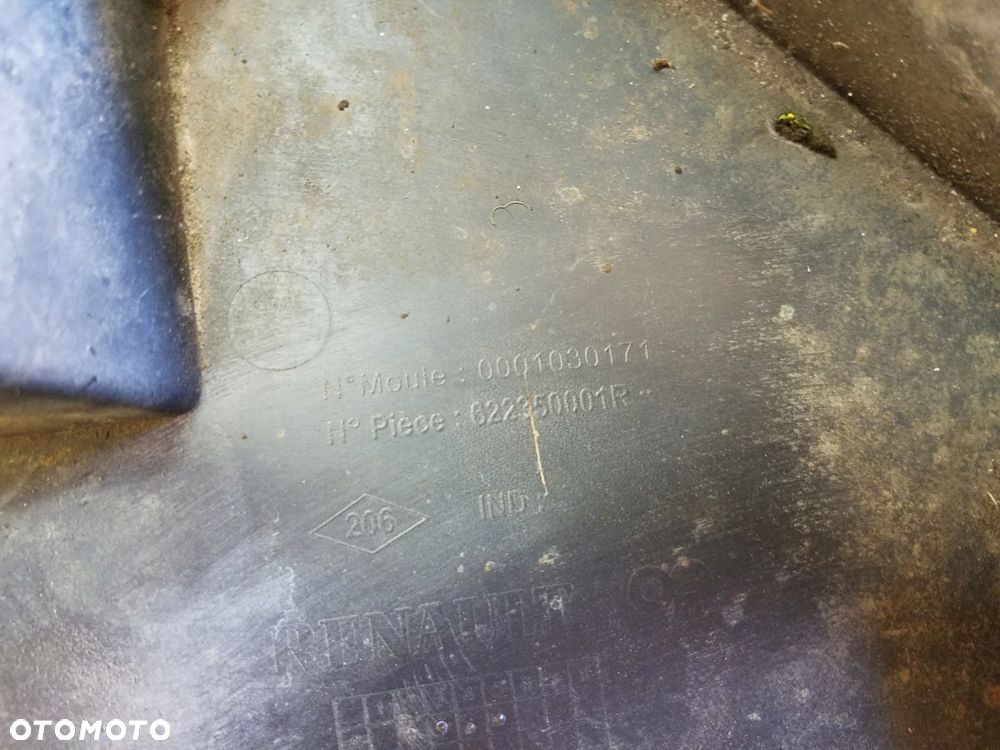 N°Moule : 0001030171
N° Pièce : 622350001R
206
IND :
RENAULT
OTOMOTO